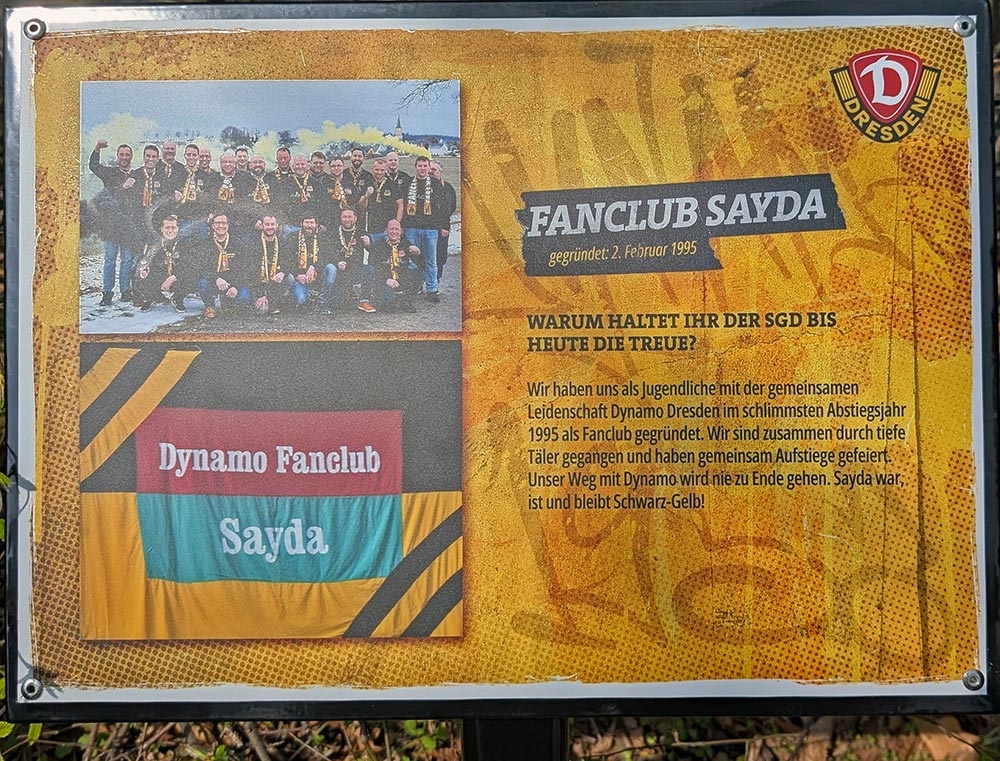 D
DRESDEN
FANCLUB SAYDA
gegründet: 2. Februar 1995
WARUM HALTET IHR DER SGD BIS
HEUTE DIE TREUE?
Wir haben uns als Jugendliche mit der gemeinsamen
Leidenschaft Dynamo Dresden im schlimmsten Abstiegsjahr
1995 als Fanclub gegründet. Wir sind zusammen durch tiefe
Täler gegangen und haben gemeinsam Aufstiege gefeiert.
Unser Weg mit Dynamo wird nie zu Ende gehen. Sayda war,
ist und bleibt Schwarz-Gelb!
Dynamo Fanclub
Sayda